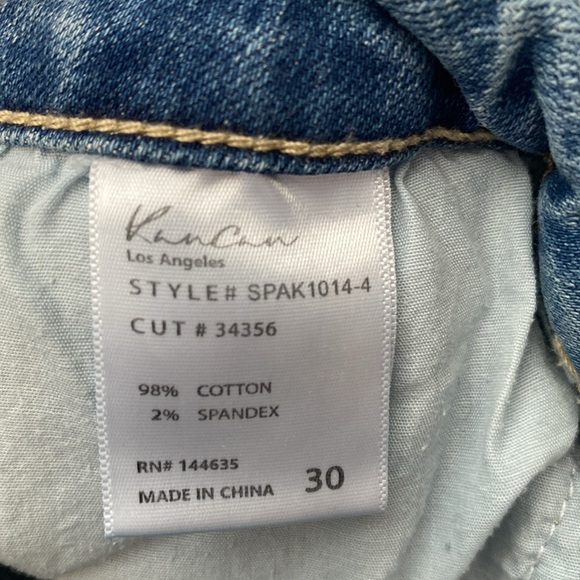 KanCan
Los Angeles
STYLE# SPAK1014-4
CUT # 34356
98% COTTON
2% SPANDEX
RN# 144635
MADE IN CHINA 30